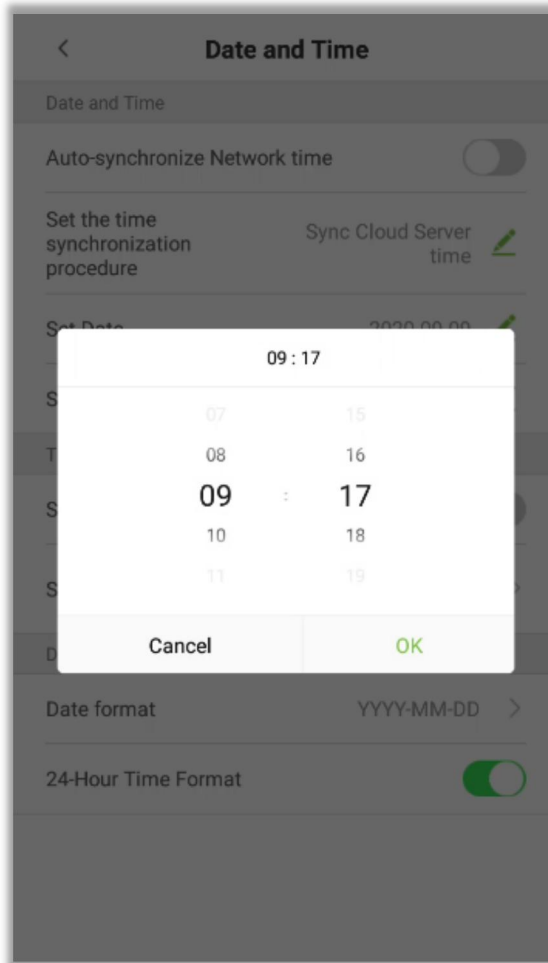 Date and Time
Date and Time
Auto-synchronize Network time
Set the time
synchronization
procedure
Sync Cloud Server
time
Set Date
09 : 17
07 15
08 16
09 : 17
10 18
11 19
Cancel OK
Date format YYYY-MM-DD
24-Hour Time Format